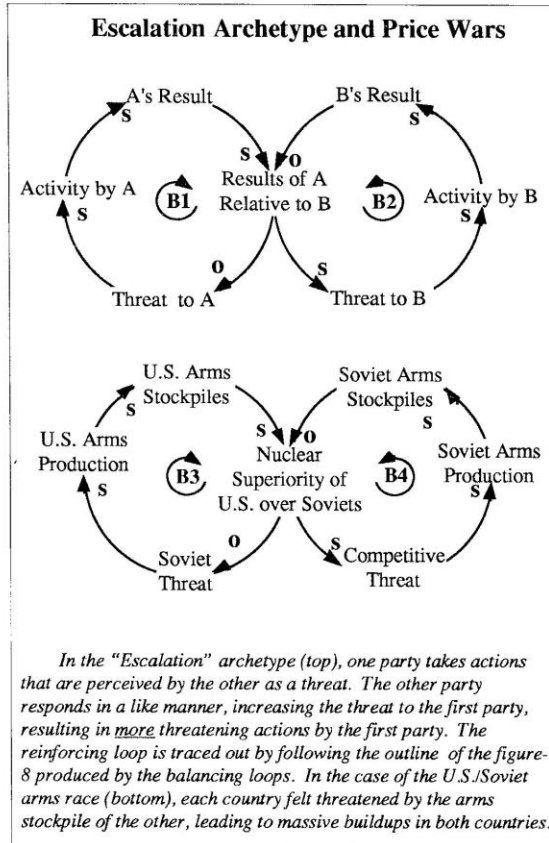 Escalation Archetype and Price Wars
A's Result
B's Result
s
s
s
o
Activity by A
B1
Results of A
Relative to B
B2
Activity by B
s
s
o
s
Threat to A
Threat to B
U.S. Arms
Stockpiles
Soviet Arms
Stockpiles
s
s
o
s
U.S. Arms
Production
B3
Nuclear
Superiority of
U.S. over Soviets
B4
Soviet Arms
Production
s
s
o
s
Soviet
Threat
Competitive
Threat
In the "Escalation" archetype (top), one party takes actions
that are perceived by the other as a threat. The other party
responds in a like manner, increasing the threat to the first party,
resulting in more threatening actions by the first party. The
reinforcing loop is traced out by following the outline of the figure-
8 produced by the balancing loops. In the case of the U.S./Soviet
arms race (bottom), each country felt threatened by the arms
stockpile of the other, leading to massive buildups in both countries.